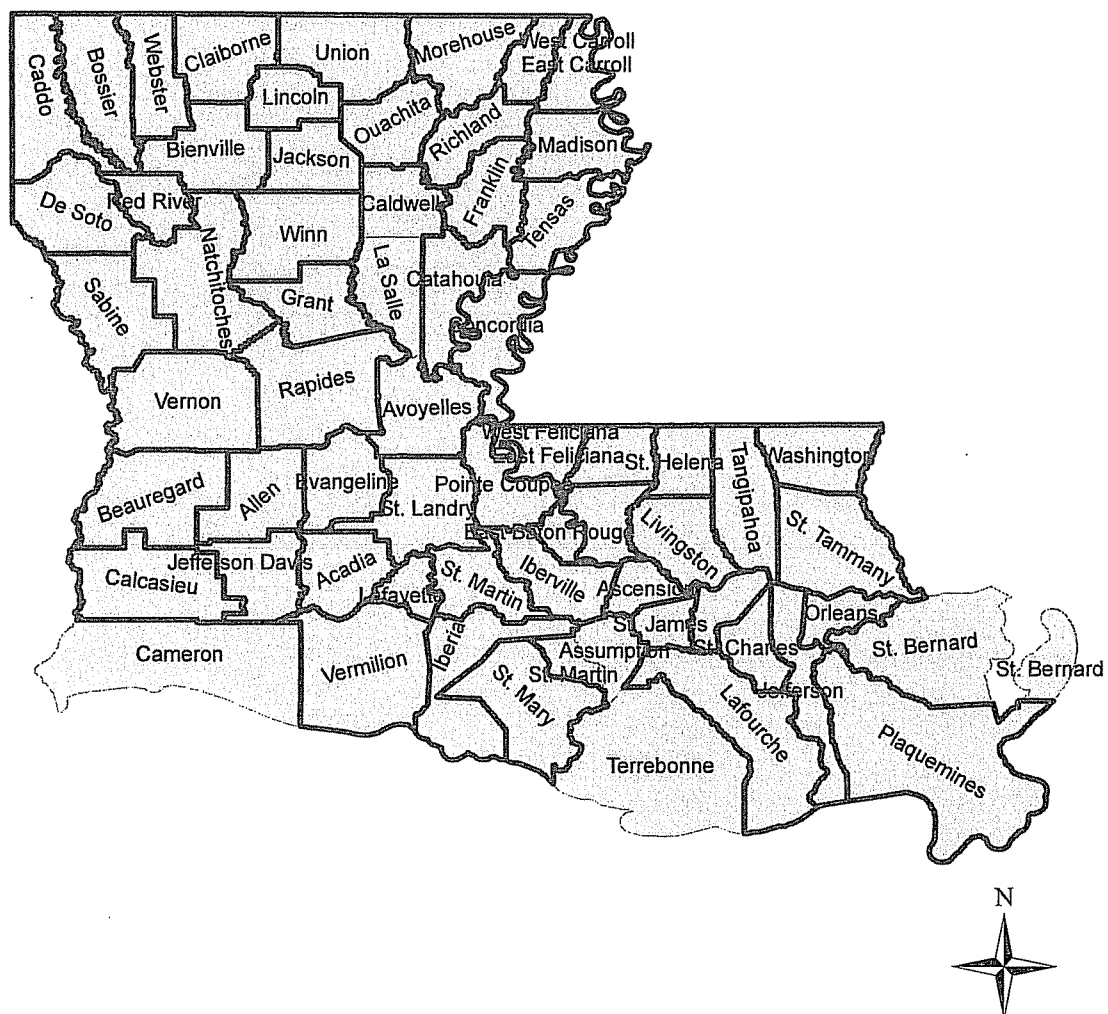 Caddo
Bossier
Webster
Claiborne
Union
Morehouse
West Carroll
East Carroll
Lincoln
Ouachita
Richland
Madison
Bienville
Jackson
Franklin
Tensas
De Soto
Red River
Caldwell
Winn
Natchitoches
La Salle
Catahoula
Sabine
Grant
Concordia
Vernon
Rapides
Avoyelles
West Feliciana
East Feliciana
St. Helena
Tangipahoa
Washington
Beauregard
Allen
Evangeline
Pointe Coupee
St. Landry
East Baton Rouge
Livingston
St. Tammany
Calcasieu
Jefferson Davis
Acadia
Lafayette
St. Martin
Iberville
Ascension
Orleans
Cameron
Vermilion
Iberia
St. James
Assumption
St. Martin
St. Charles
St. Bernard
St. Bernard
St. Mary
Jefferson
Lafourche
Terrebonne
Plaquemines
N